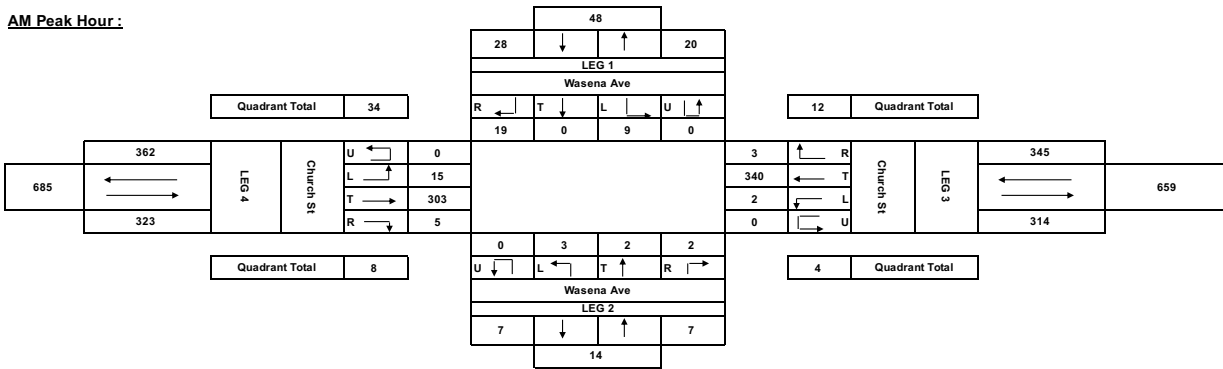 48
AM Peak Hour :
28 20
LEG 1
Wasena Ave
Quadrant Total 34 R T L U 12 Quadrant Total
19 0 9 0
362 U 0 3 R 345
685 LEG 4 Church St L 15 340 T Church St LEG 3 659
T 303 2 L
323 R 5 0 U 314
0 3 2 2
Quadrant Total 8 U L T R 4 Quadrant Total
Wasena Ave
LEG 2
7 7
14